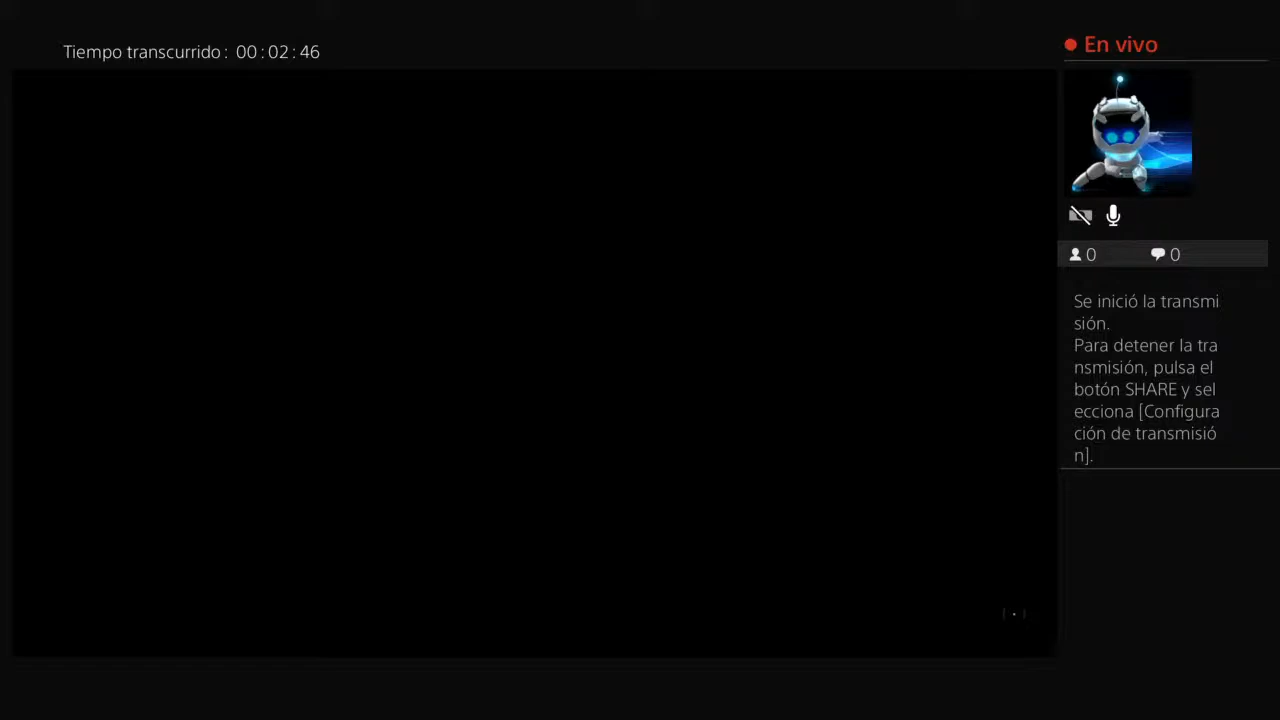 Tiempo transcurrido: 00:02:46
En vivo
0 0
Se inició la transmi
sión.
Para detener la tra
nsmisión, pulsa el
botón SHARE y sel
ecciona [Configura
ción de transmisió
n].